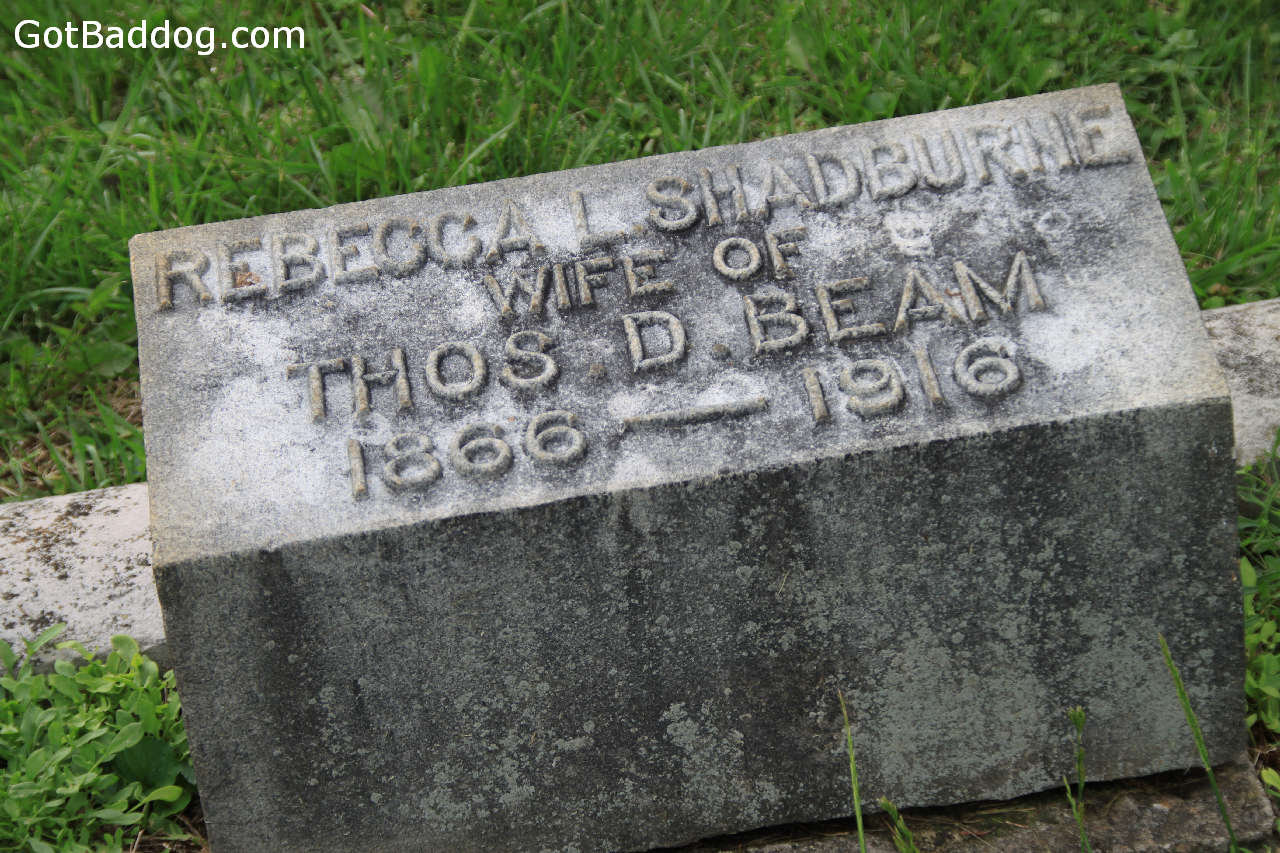 GotBaddog.com
REBECCA L. SHADBURNE
WIFE OF
THOS. D. BEAM
1866 — 1916